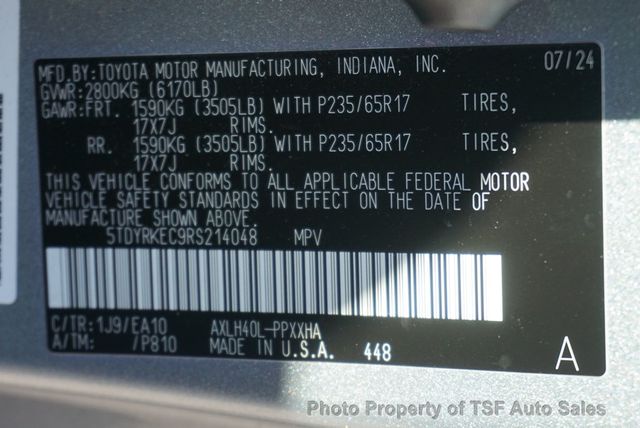 MFD.BY:TOYOTA MOTOR MANUFACTURING, INDIANA, INC. 07/24
GVWR:2800KG (6170LB)
GAWR:FRT. 1590KG (3505LB) WITH P235/65R17 TIRES,
17X7J RIMS.
RR. 1590KG (3505LB) WITH P235/65R17 TIRES,
17X7J RIMS.
THIS VEHICLE CONFORMS TO ALL APPLICABLE FEDERAL MOTOR
VEHICLE SAFETY STANDARDS IN EFFECT ON THE DATE OF
MANUFACTURE SHOWN ABOVE.
5TDYRKEC9RS214048 MPV
C/TR:1J9/EA10 AXLH40L-PPXXHA
A/TM: /P810 MADE IN U.S.A. 448
A
Photo Property of TSF Auto Sales